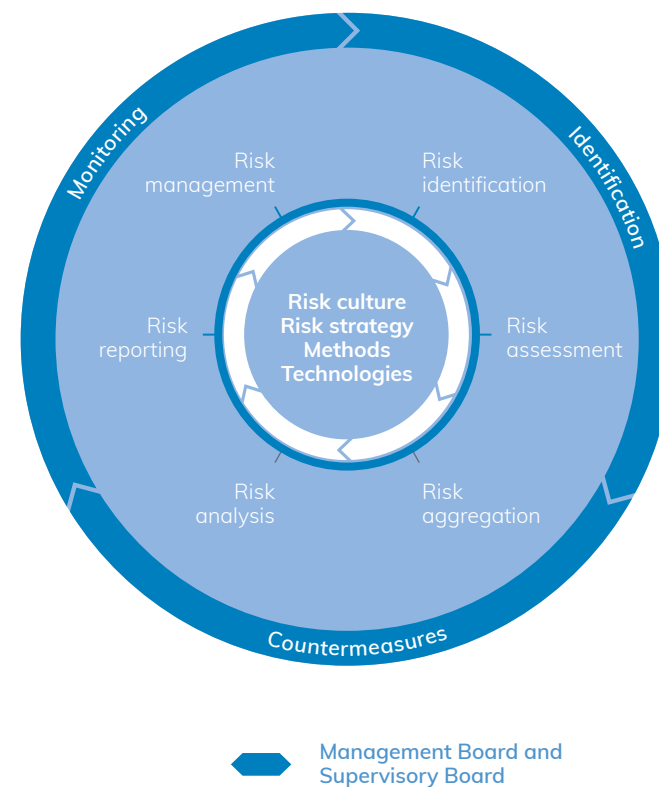 Monitoring
Identification
Risk
management
Risk
identification
Risk culture
Risk strategy
Methods
Technologies
Risk
reporting
Risk
assessment
Risk
analysis
Risk
aggregation
Countermeasures
Management Board and
Supervisory Board